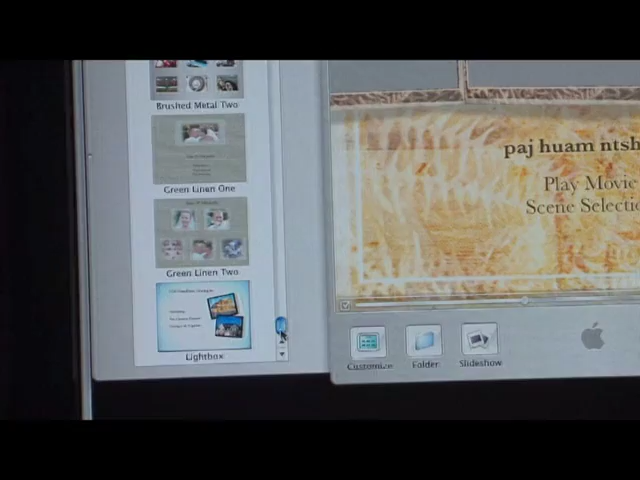 Brushed Metal Two
Green Linen One
Green Linen Two
Lightbox
paj huam ntsh
Play Movie
Scene Selectio
Customize
Folder
Slideshow